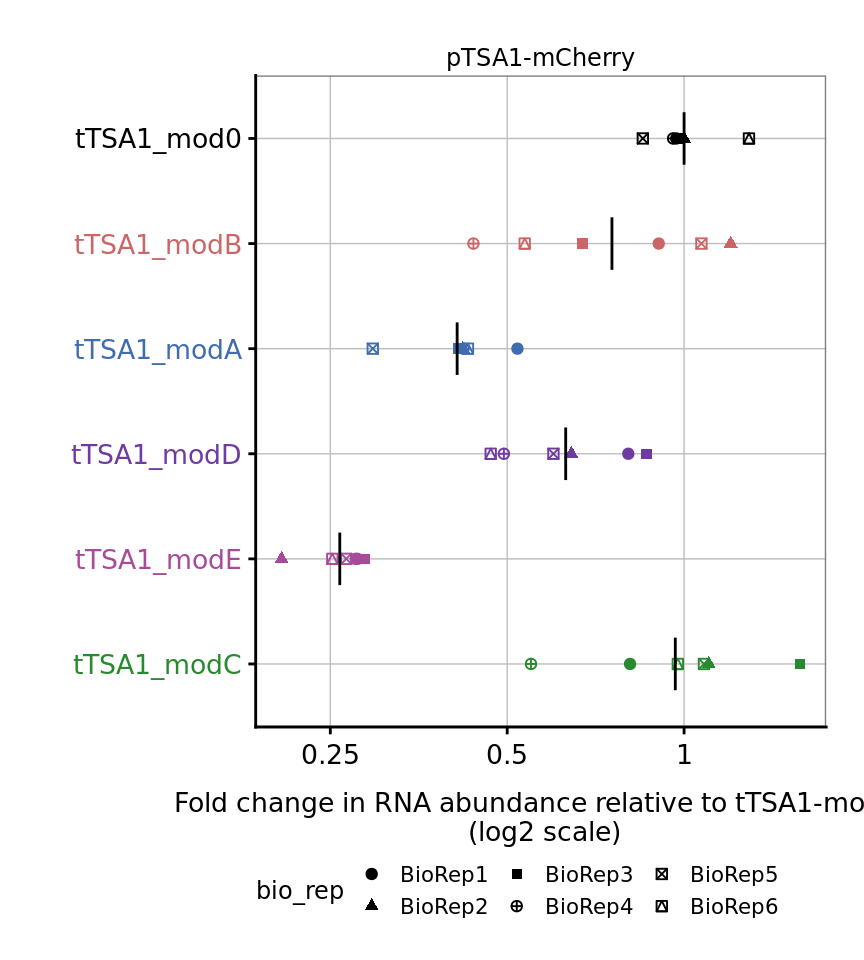 pTSA1-mCherry
tTSA1_mod0
tTSA1_modB
tTSA1_modA
tTSA1_modD
tTSA1_modE
tTSA1_modC
0.25 0.5 1
Fold change in RNA abundance relative to tTSA1-mo
(log2 scale)
bio_rep
BioRep1 BioRep3 BioRep5
BioRep2 BioRep4 BioRep6